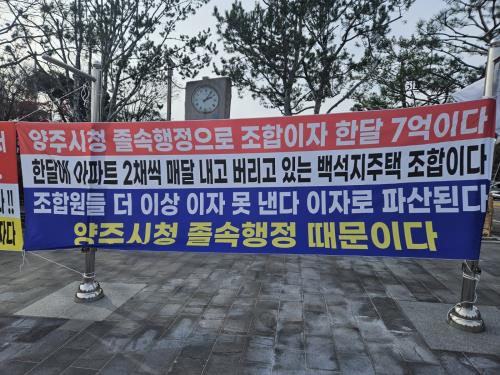 양주시청 졸속행정으로 조합이자 한달 7억이다
한달에 아파트 2채씩 매달 내고 버리고 있는 백석지주택 조합이다
조합원들 더 이상 이자 못 낸다 이자로 파산된다
양주시청 졸속행정 때문이다